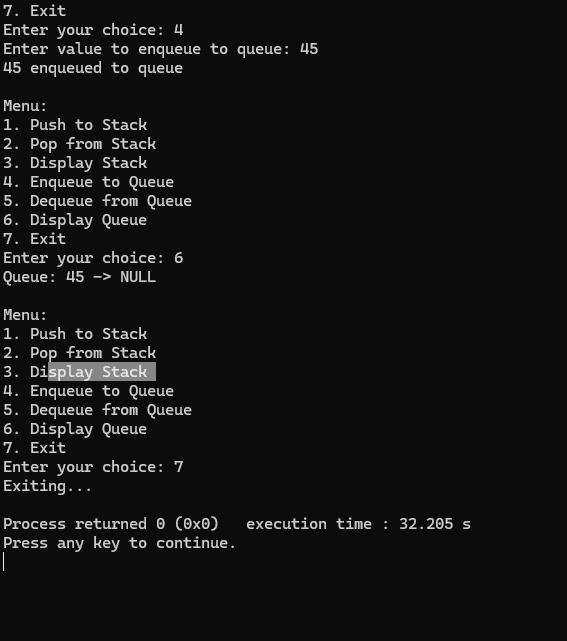 7. Exit
Enter your choice: 4
Enter value to enqueue to queue: 45
45 enqueued to queue
Menu:
1. Push to Stack
2. Pop from Stack
3. Display Stack
4. Enqueue to Queue
5. Dequeue from Queue
6. Display Queue
7. Exit
Enter your choice: 6
Queue: 45 -> NULL
Menu:
1. Push to Stack
2. Pop from Stack
3. Display Stack
4. Enqueue to Queue
5. Dequeue from Queue
6. Display Queue
7. Exit
Enter your choice: 7
Exiting...
Process returned 0 (0x0)   execution time : 32.205 s
Press any key to continue.